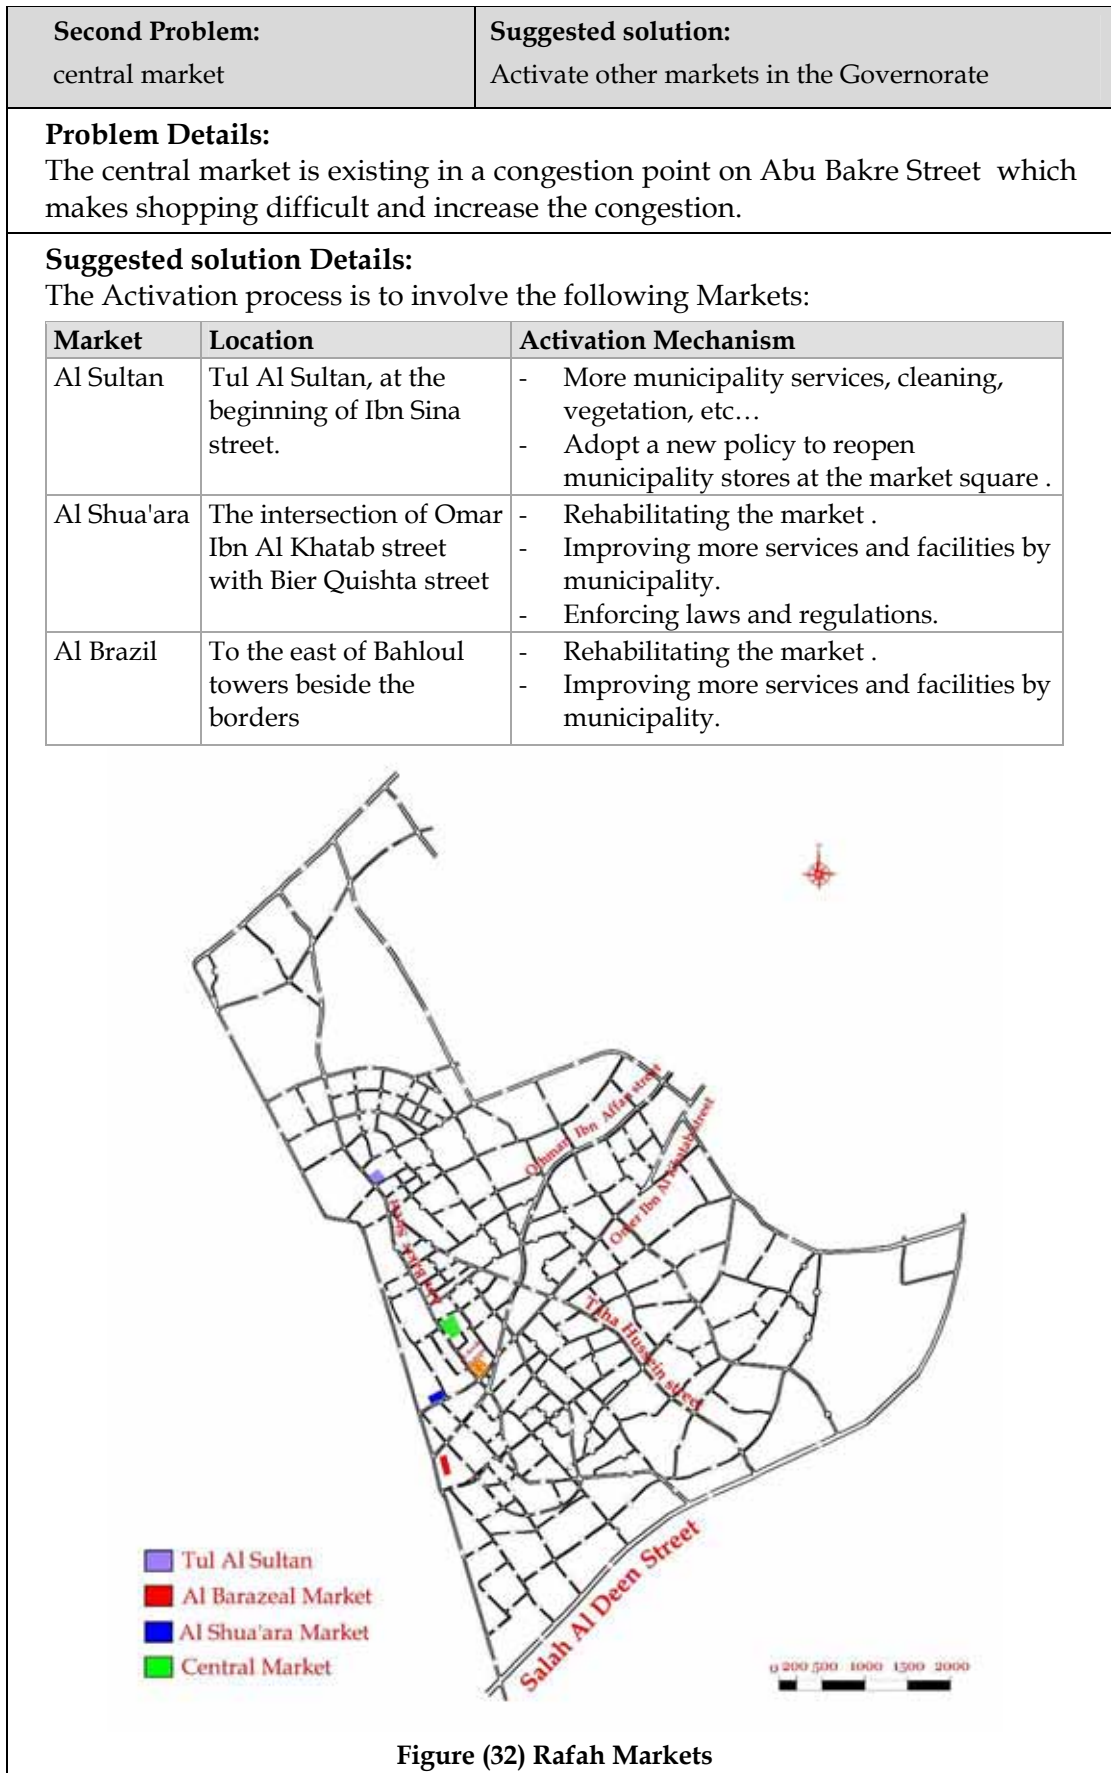 Second Problem:
central market
Suggested solution:
Activate other markets in the Governorate
Problem Details:
The central market is existing in a congestion point on Abu Bakre Street which
makes shopping difficult and increase the congestion.
Suggested solution Details:
The Activation process is to involve the following Markets:
Market Location Activation Mechanism
Al Sultan
Tul Al Sultan, at the
beginning of Ibn Sina
street.
- More municipality services, cleaning,
vegetation, etc…
- Adopt a new policy to reopen
municipality stores at the market square .
Al Shua'ara
The intersection of Omar
Ibn Al Khatab street
with Bier Quishta street
- Rehabilitating the market .
- Improving more services and facilities by
municipality.
- Enforcing laws and regulations.
Al Brazil
To the east of Bahloul
towers beside the
borders
- Rehabilitating the market .
- Improving more services and facilities by
municipality.
Othman Ibn Affan street
Omer Ibn Al Khatab street
Abu Baker Street
Taha Hussein street
Salah Al Deen Street
Tul Al Sultan
Al Barazeal Market
Al Shua'ara Market
Central Market
0 200 500 1000 1500 2000
Figure (32) Rafah Markets